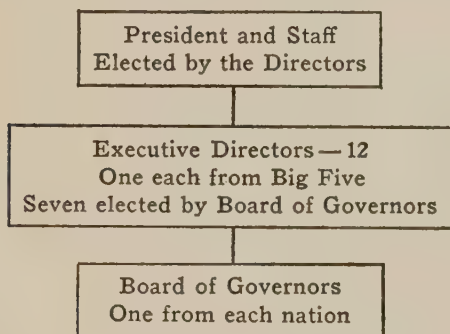 President and Staff
Elected by the Directors
Executive Directors — 12
One each from Big Five
Seven elected by Board of Governors
Board of Governors
One from each nation